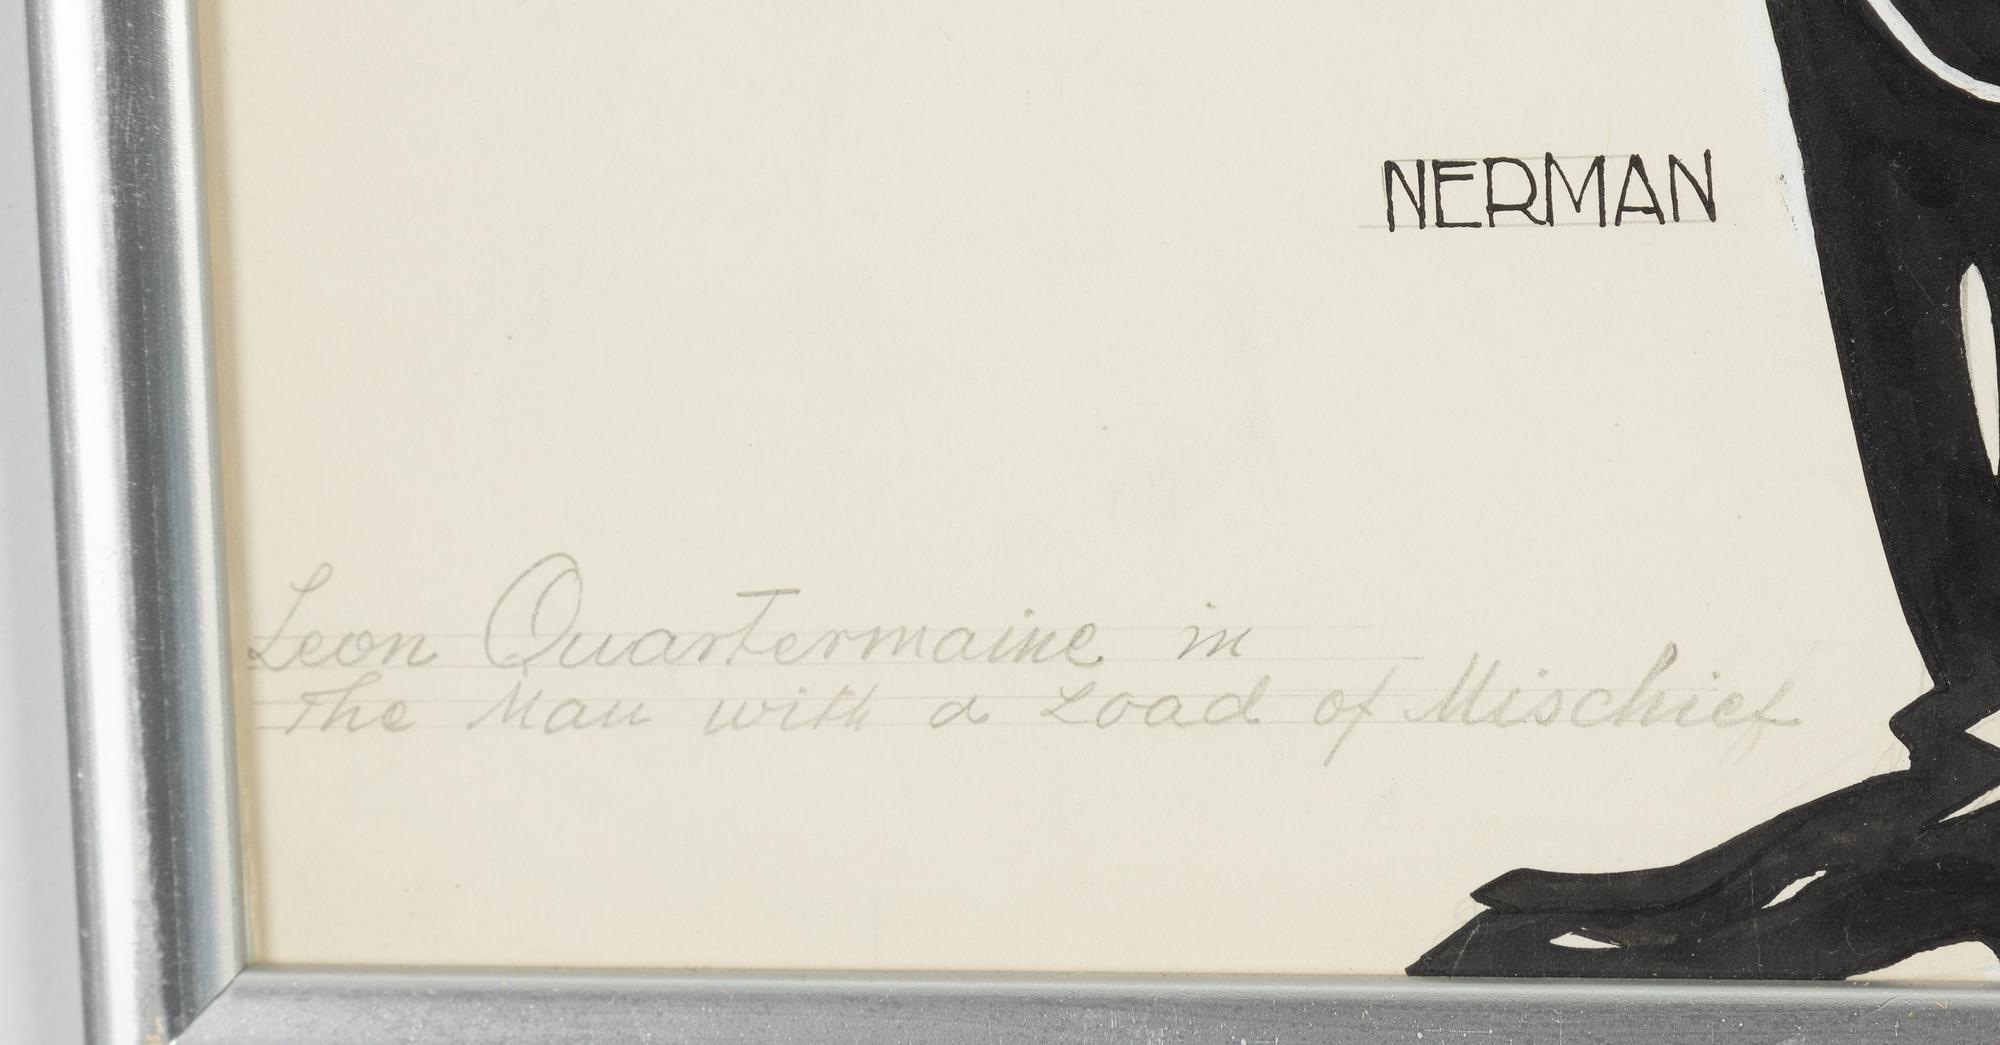 NERMAN
Leon Quartermaine in
The Man with a Load of Mischief